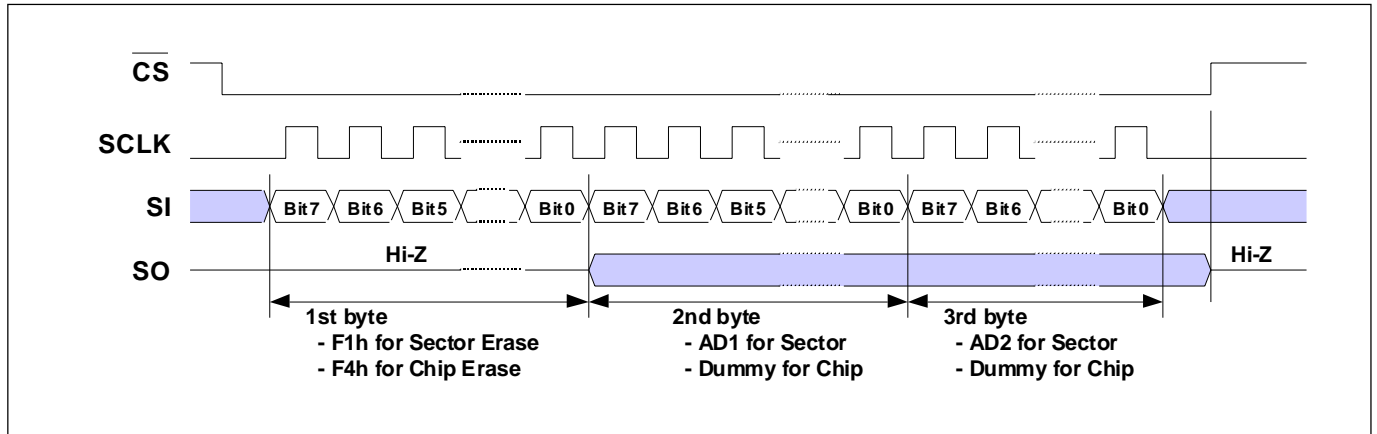 CS
SCLK
SI Bit7 Bit6 Bit5 Bit0 Bit7 Bit6 Bit5 Bit0 Bit7 Bit6 Bit0
Hi-Z Hi-Z
SO
1st byte 2nd byte 3rd byte
- F1h for Sector Erase - AD1 for Sector - AD2 for Sector
- F4h for Chip Erase - Dummy for Chip - Dummy for Chip